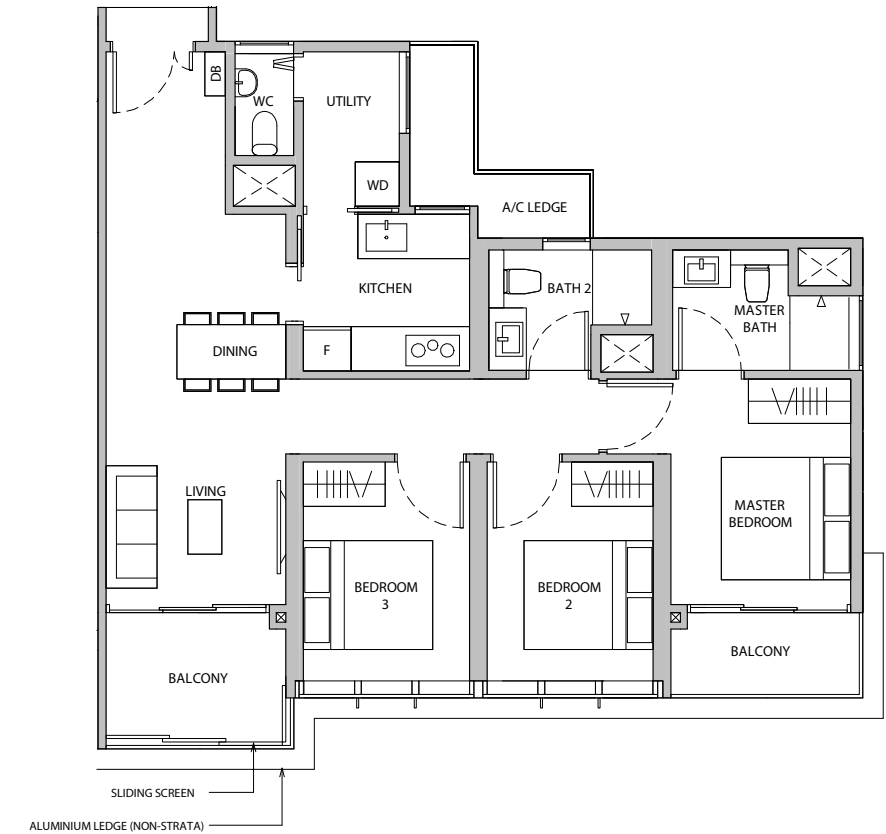 DB
WC
UTILITY
WD
A/C LEDGE
KITCHEN
BATH 2
MASTER
BATH
DINING
F
LIVING
MASTER
BEDROOM
BEDROOM
3
BEDROOM
2
BALCONY
BALCONY
SLIDING SCREEN
ALUMINIUM LEDGE (NON-STRATA)